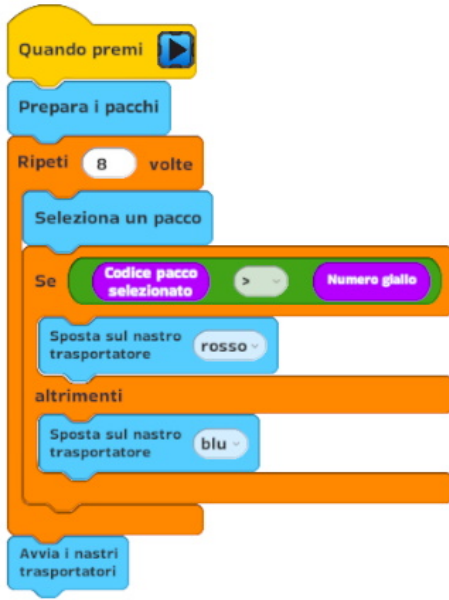 Quando premi
Prepara i pacchi
Ripeti 8 volte
Seleziona un pacco
Se Codice pacco selezionato > Numero giallo
Sposta sul nastro trasportatore rosso
altrimenti
Sposta sul nastro trasportatore blu
Avvia i nastri
trasportatori